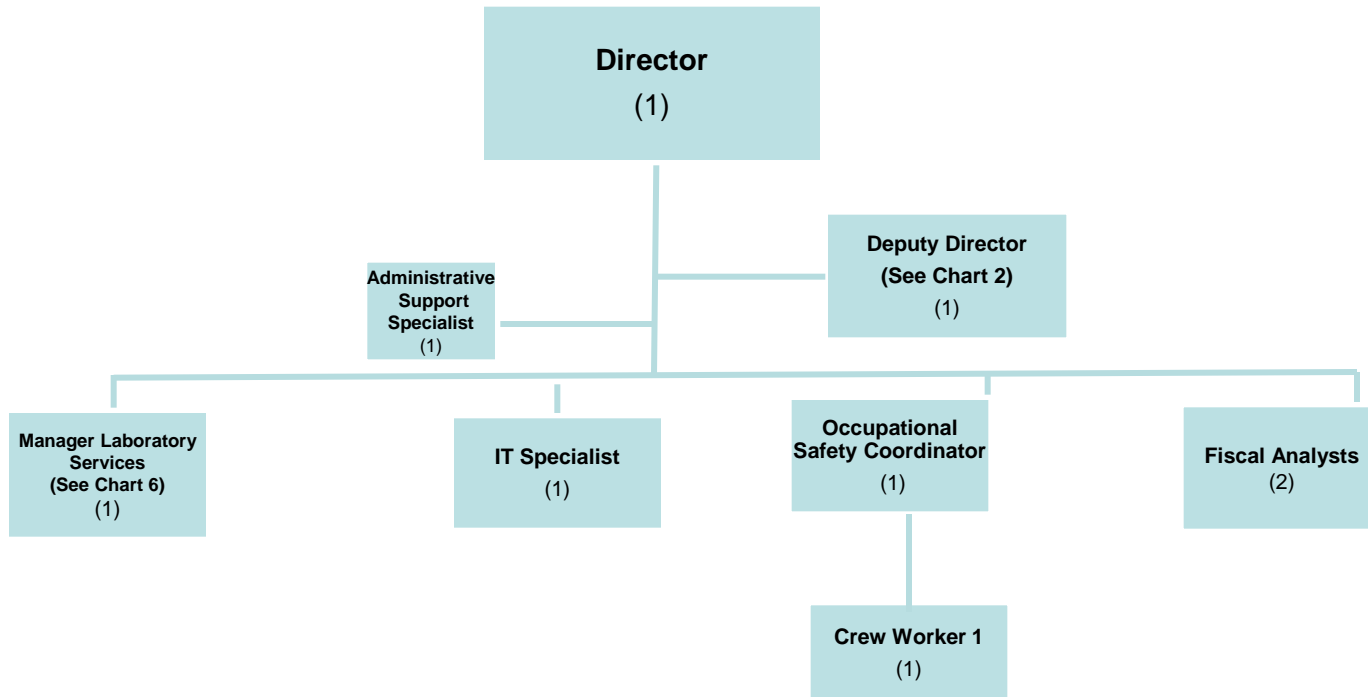 Director
(1)
Deputy Director
(See Chart 2)
(1)
Administrative
Support
Specialist
(1)
Manager Laboratory
Services
(See Chart 6)
(1)
IT Specialist
(1)
Occupational
Safety Coordinator
(1)
Fiscal Analysts
(2)
Crew Worker 1
(1)